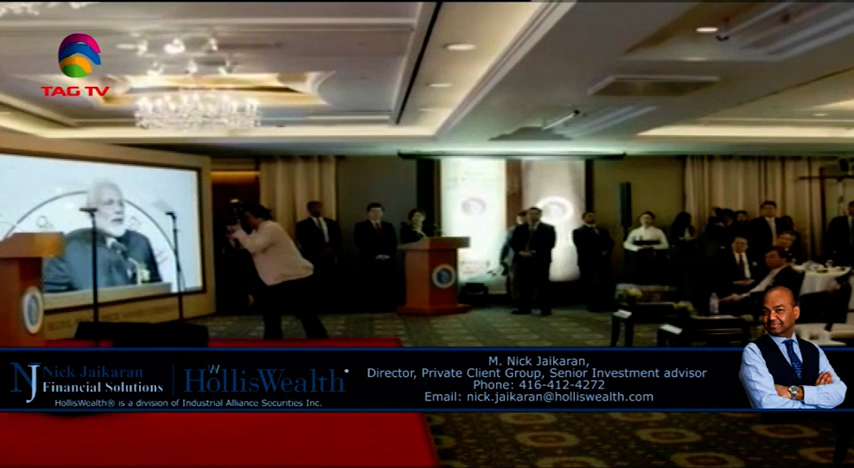 TAG TV
NJ Nick Jaikaran
Financial Solutions
HollisWealth®
HollisWealth® is a division of Industrial Alliance Securities Inc.
M. Nick Jaikaran,
Director, Private Client Group, Senior Investment advisor
Phone: 416-412-4272
Email: nick.jaikaran@holliswealth.com